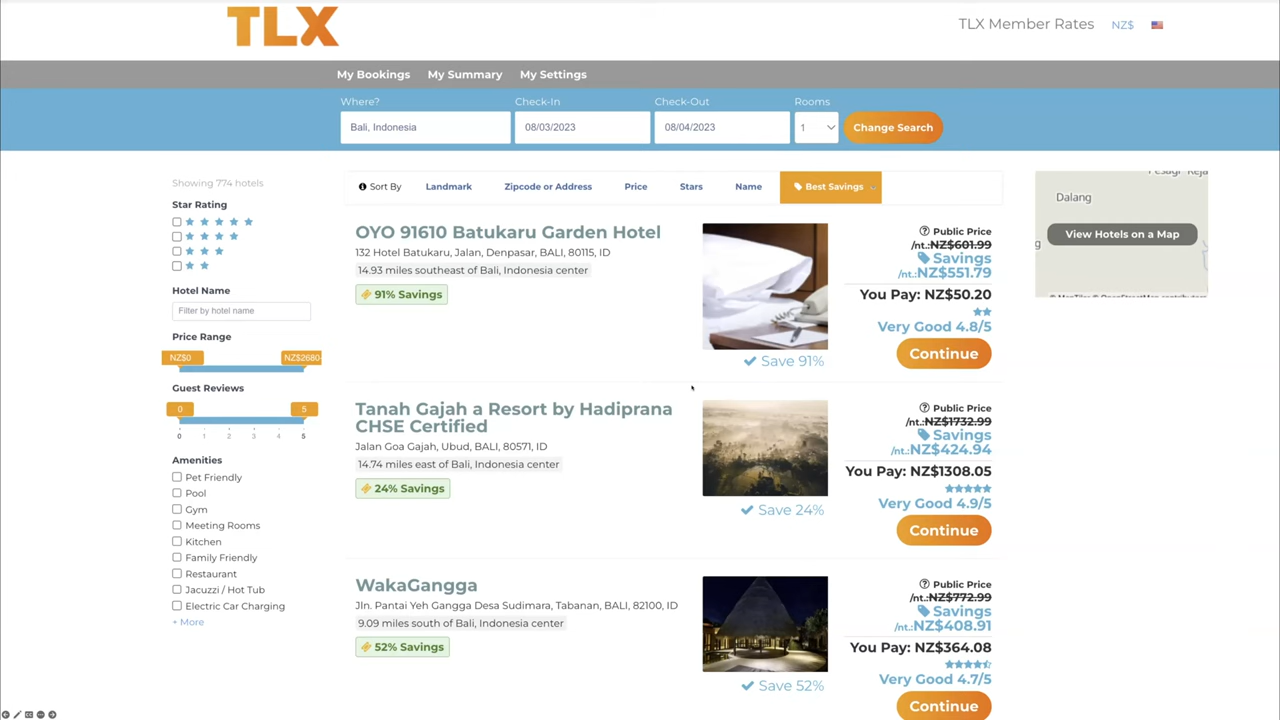 TLX
TLX Member Rates NZ$
My Bookings My Summary My Settings
Where? Check-In Check-Out Rooms
Bali, Indonesia 08/03/2023 08/04/2023 1 Change Search
Showing 774 hotels
Star Rating
Hotel Name
Filter by hotel name
Price Range
NZ$0 NZ$2680
Guest Reviews
0 5
0 1 2 3 4 5
Amenities
Pet Friendly
Pool
Gym
Meeting Rooms
Kitchen
Family Friendly
Restaurant
Jacuzzi / Hot Tub
Electric Car Charging
+ More
Sort By Landmark Zipcode or Address Price Stars Name Best Savings
OYO 91610 Batukaru Garden Hotel
132 Hotel Batukaru, Jalan, Denpasar, BALI, 80115, ID
14.93 miles southeast of Bali, Indonesia center
91% Savings
Save 91%
Public Price
/nt.:NZ$601.99
Savings
/nt.:NZ$551.79
You Pay: NZ$50.20
Very Good 4.8/5
Continue
Tanah Gajah a Resort by Hadiprana
CHSE Certified
Jalan Goa Gajah, Ubud, BALI, 80571, ID
14.74 miles east of Bali, Indonesia center
24% Savings
Save 24%
Public Price
/nt.:NZ$1732.99
Savings
/nt.:NZ$424.94
You Pay: NZ$1308.05
Very Good 4.9/5
Continue
WakaGangga
Jln. Pantai Yeh Gangga Desa Sudimara, Tabanan, BALI, 82100, ID
9.09 miles south of Bali, Indonesia center
52% Savings
Save 52%
Public Price
/nt.:NZ$772.99
Savings
/nt.:NZ$408.91
You Pay: NZ$364.08
Very Good 4.7/5
Continue
Dalang
View Hotels on a Map